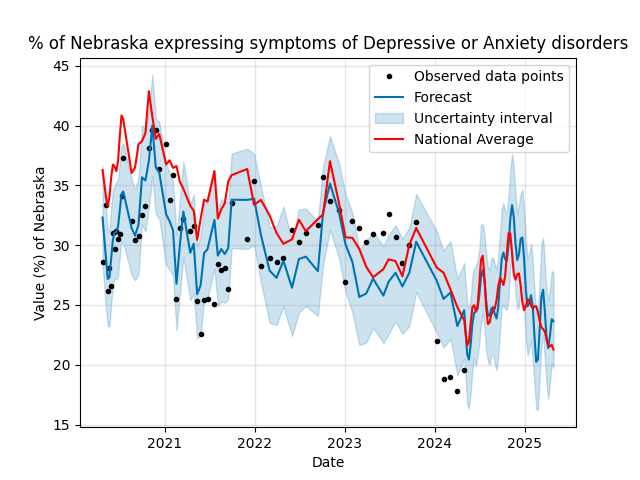 % of Nebraska expressing symptoms of Depressive or Anxiety disorders
45
40
35
30
25
20
15
Value (%) of Nebraska
Observed data points
Forecast
Uncertainty interval
National Average
2021
2022
2023
2024
2025
Date